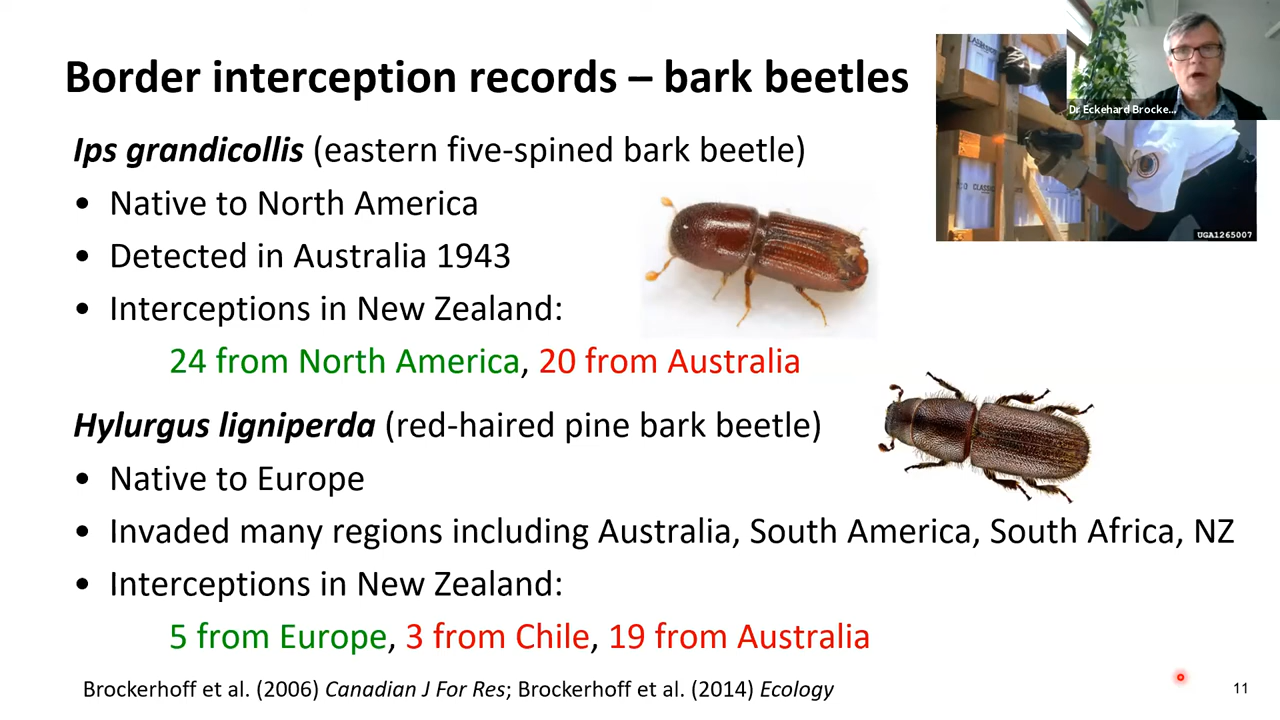 Border interception records – bark beetles
Dr Eckehard Brocke...
Ips grandicollis (eastern five-spined bark beetle)
• Native to North America
• Detected in Australia 1943
• Interceptions in New Zealand:
24 from North America, 20 from Australia
UGA1265007
Hylurgus ligniperda (red-haired pine bark beetle)
• Native to Europe
• Invaded many regions including Australia, South America, South Africa, NZ
• Interceptions in New Zealand:
5 from Europe, 3 from Chile, 19 from Australia
Brockerhoff et al. (2006) Canadian J For Res; Brockerhoff et al. (2014) Ecology
11